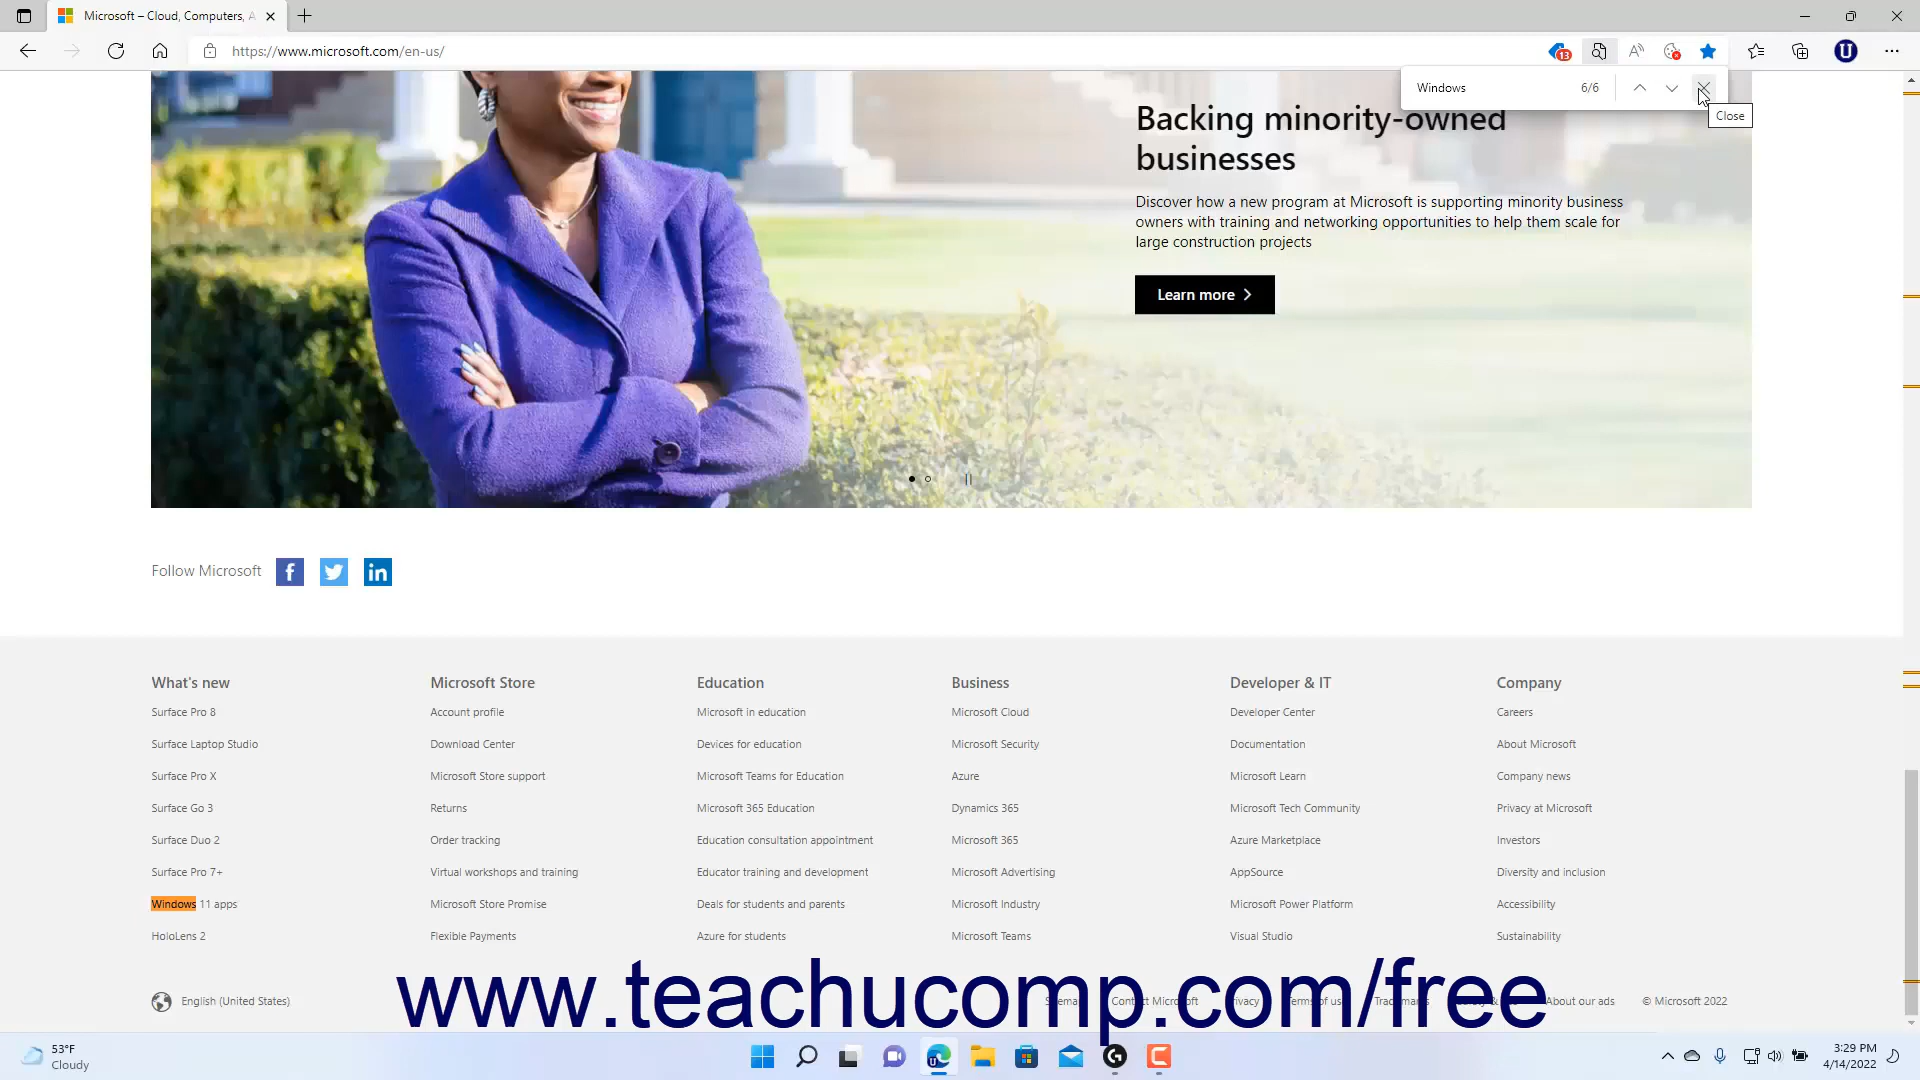 Microsoft – Cloud, Computers, A
https://www.microsoft.com/en-us/
13
U
Windows 6/6
Close
Backing minority-owned
businesses
Discover how a new program at Microsoft is supporting minority business
owners with training and networking opportunities to help them scale for
large construction projects
Learn more
Follow Microsoft
What's new
Surface Pro 8
Surface Laptop Studio
Surface Pro X
Surface Go 3
Surface Duo 2
Surface Pro 7+
Windows 11 apps
HoloLens 2
Microsoft Store
Account profile
Download Center
Microsoft Store support
Returns
Order tracking
Virtual workshops and training
Microsoft Store Promise
Flexible Payments
Education
Microsoft in education
Devices for education
Microsoft Teams for Education
Microsoft 365 Education
Education consultation appointment
Educator training and development
Deals for students and parents
Azure for students
Business
Microsoft Cloud
Microsoft Security
Azure
Dynamics 365
Microsoft 365
Microsoft Advertising
Microsoft Industry
Microsoft Teams
Developer & IT
Developer Center
Documentation
Microsoft Learn
Microsoft Tech Community
Azure Marketplace
AppSource
Microsoft Power Platform
Visual Studio
Company
Careers
About Microsoft
Company news
Privacy at Microsoft
Investors
Diversity and inclusion
Accessibility
Sustainability
English (United States)
Contact Microsoft
About our ads
© Microsoft 2022
www.teachucomp.com/free
53°F
Cloudy
3:29 PM
4/14/2022